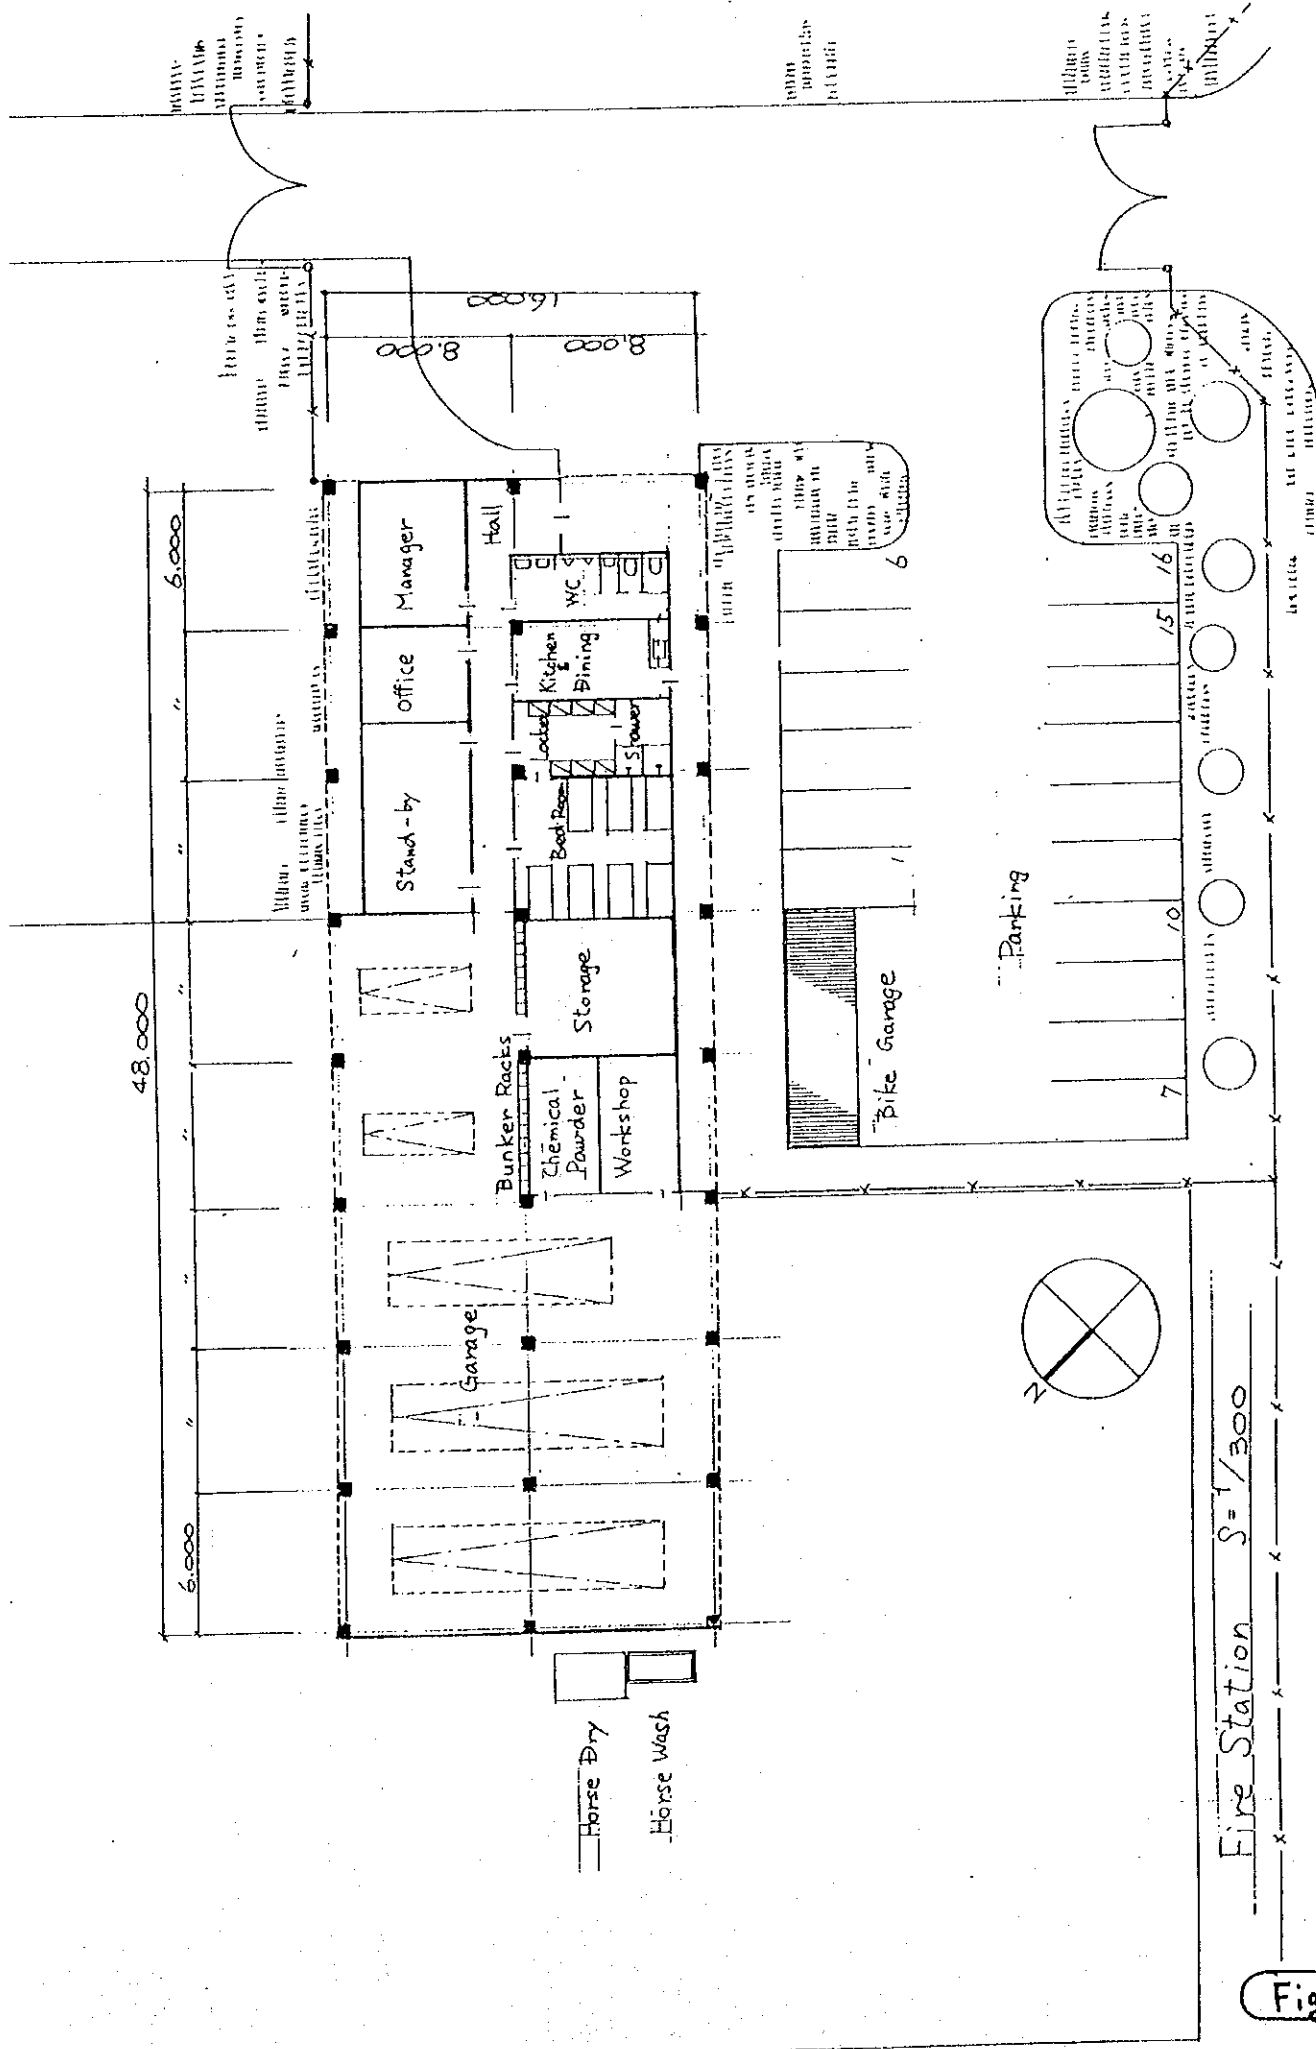 48.000
6.000
"
"
"
"
"
"
6.000
16.000
8.000
8.000
Manager
Office
Stand-by
Hall
WC
Kitchen
&
Dining
Locker
Shower
Bed Room
Storage
Bunker Racks
Chemical
Powder
Workshop
Garage
Horse Dry
Horse Wash
Bike Garage
Parking
1
6
7
10
15
16
N
Fire Station S=1/300
Fig